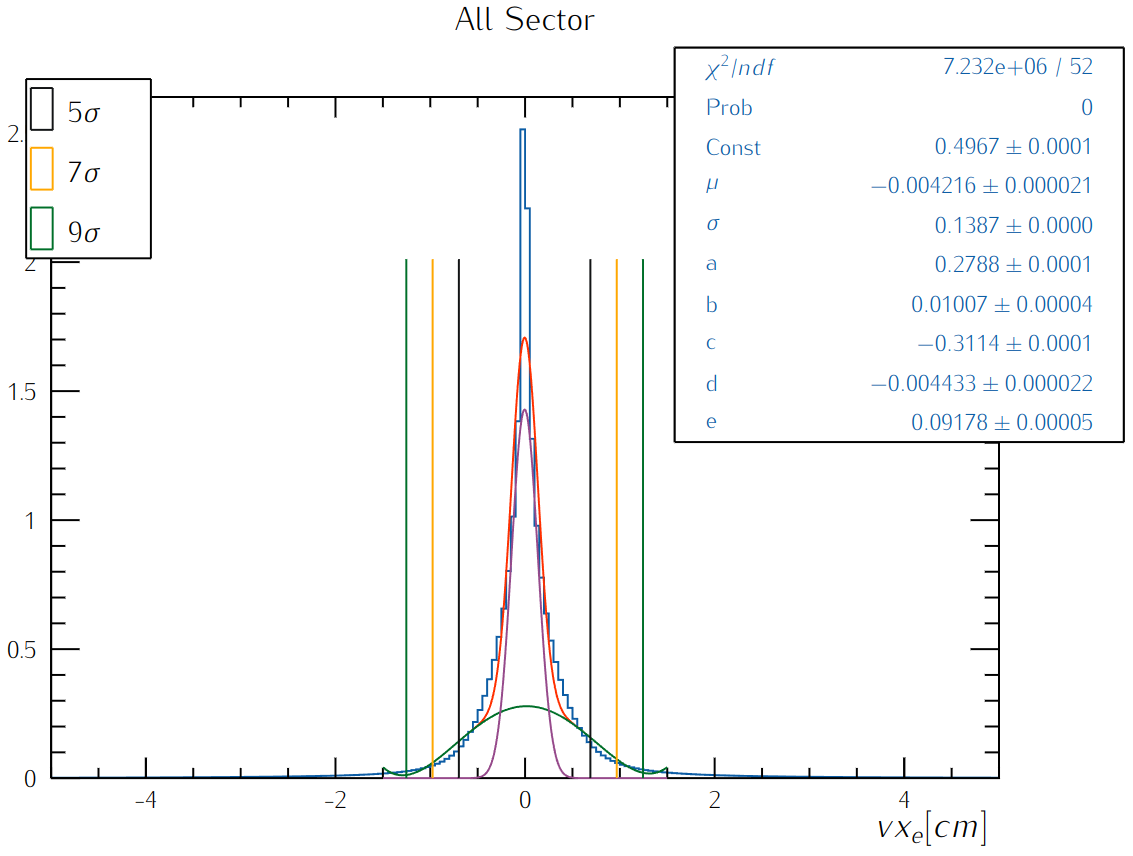 All Sector
5σ
7σ
9σ
χ²/ndf 7.232e+06 / 52
Prob 0
Const 0.4967 ± 0.0001
μ −0.004216 ± 0.000021
σ 0.1387 ± 0.0000
a 0.2788 ± 0.0001
b 0.01007 ± 0.00004
c −0.3114 ± 0.0001
d −0.004433 ± 0.000022
e 0.09178 ± 0.00005
2.
2
1.5
1
0.5
0
-4 -2 0 2 4
vxₑ[cm]